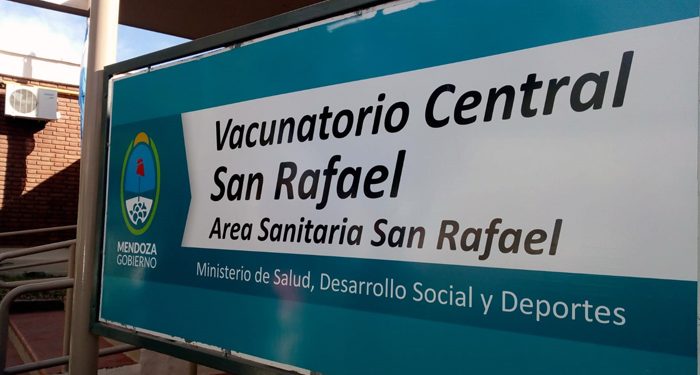 Vacunatorio Central
San Rafael
Area Sanitaria San Rafael
MENDOZA
GOBIERNO
Ministerio de Salud, Desarrollo Social y Deportes